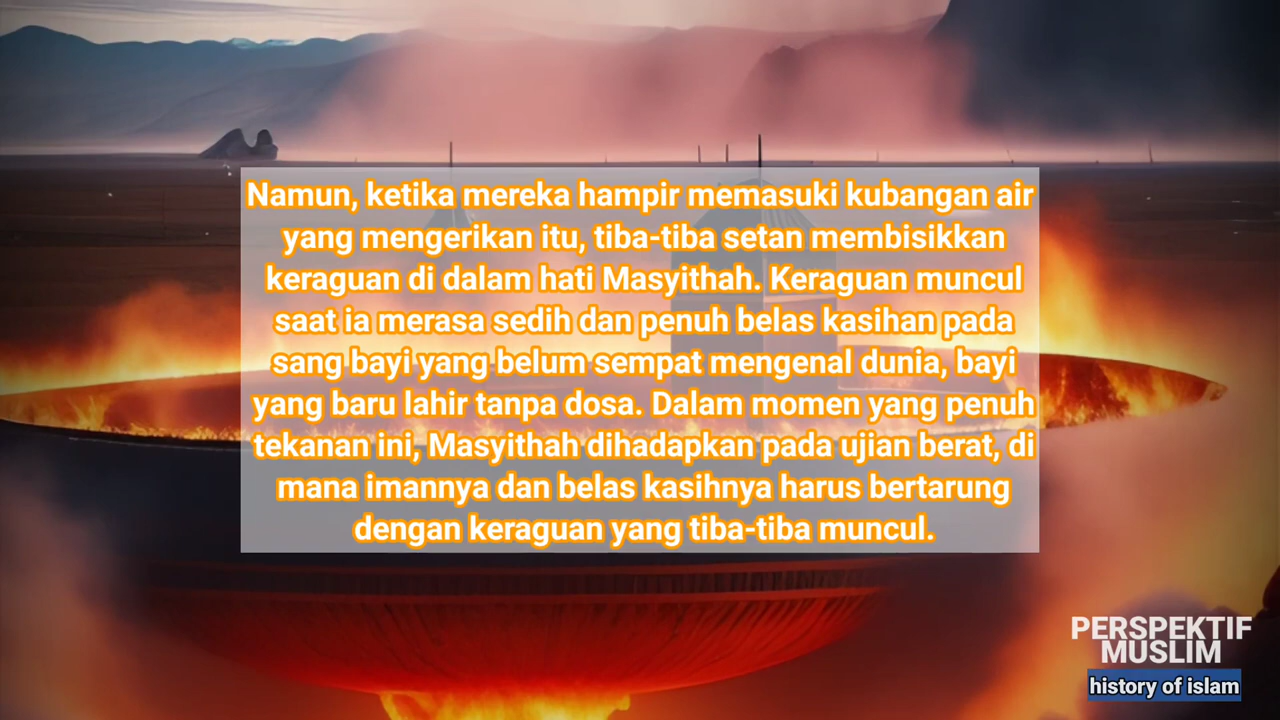 Namun, ketika mereka hampir memasuki kubangan air
yang mengerikan itu, tiba-tiba setan membisikkan
keraguan di dalam hati Masyithah. Keraguan muncul
saat ia merasa sedih dan penuh belas kasihan pada
sang bayi yang belum sempat mengenal dunia, bayi
yang baru lahir tanpa dosa. Dalam momen yang penuh
tekanan ini, Masyithah dihadapkan pada ujian berat, di
mana imannya dan belas kasihnya harus bertarung
dengan keraguan yang tiba-tiba muncul.
PERSPEKTIF
MUSLIM
history of islam